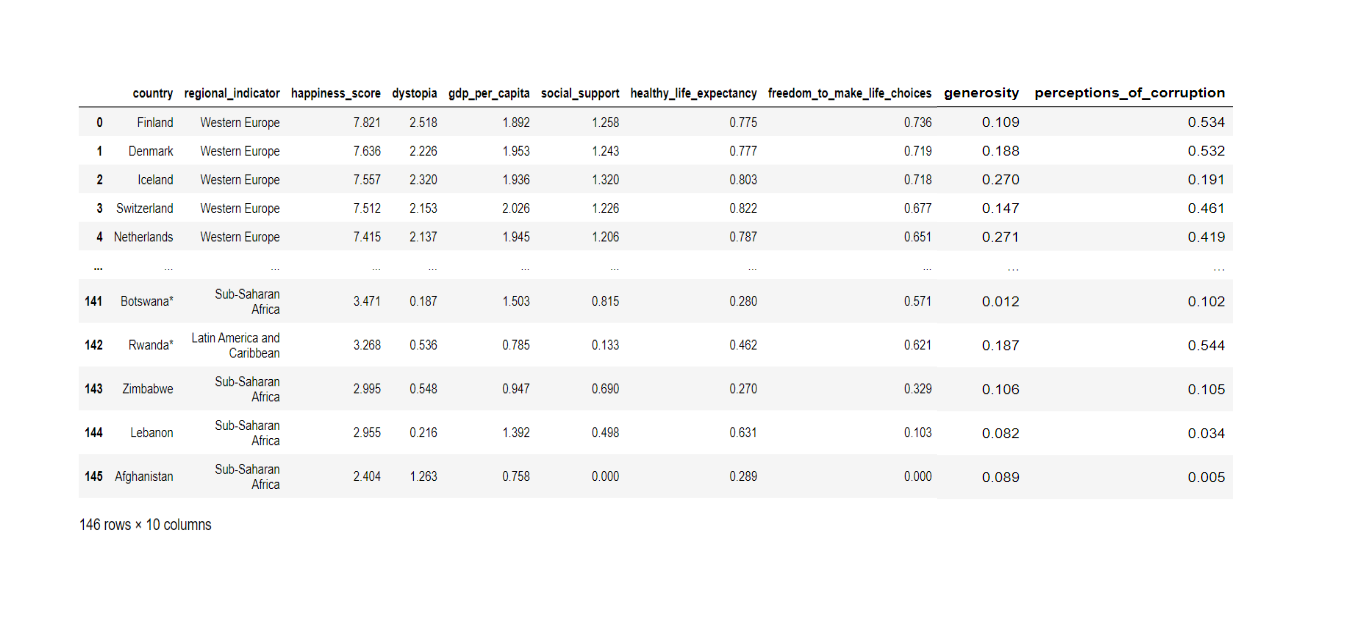 country regional_indicator happiness_score dystopia gdp_per_capita social_support healthy_life_expectancy freedom_to_make_life_choices generosity perceptions_of_corruption
0 Finland Western Europe 7.821 2.518 1.892 1.258 0.775 0.736 0.109 0.534
1 Denmark Western Europe 7.636 2.226 1.953 1.243 0.777 0.719 0.188 0.532
2 Iceland Western Europe 7.557 2.320 1.936 1.320 0.803 0.718 0.270 0.191
3 Switzerland Western Europe 7.512 2.153 2.026 1.226 0.822 0.677 0.147 0.461
4 Netherlands Western Europe 7.415 2.137 1.945 1.206 0.787 0.651 0.271 0.419
... ... ... ... ... ... ... ... ... ... ...
141 Botswana* Sub-Saharan Africa 3.471 0.187 1.503 0.815 0.280 0.571 0.012 0.102
142 Rwanda* Latin America and Caribbean 3.268 0.536 0.785 0.133 0.462 0.621 0.187 0.544
143 Zimbabwe Sub-Saharan Africa 2.995 0.548 0.947 0.690 0.270 0.329 0.106 0.105
144 Lebanon Sub-Saharan Africa 2.955 0.216 1.392 0.498 0.631 0.103 0.082 0.034
145 Afghanistan Sub-Saharan Africa 2.404 1.263 0.758 0.000 0.289 0.000 0.089 0.005
146 rows × 10 columns